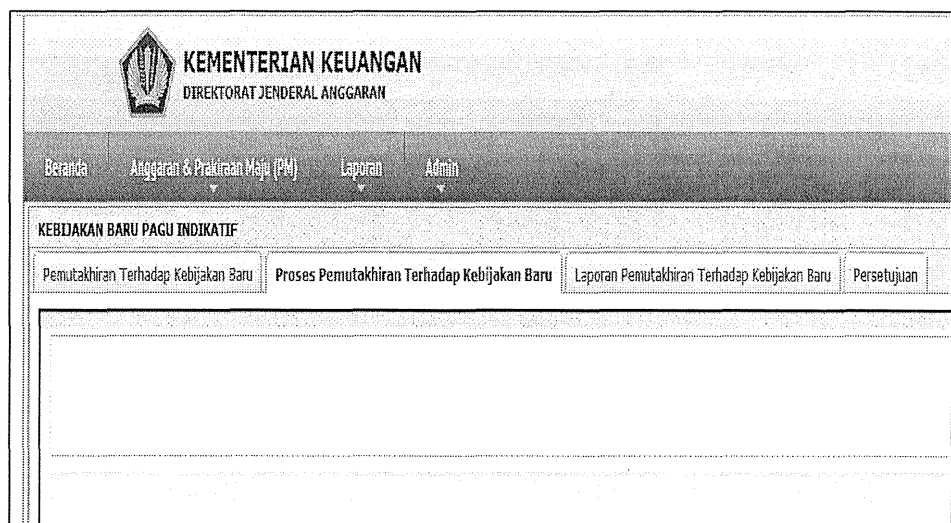 KEMENTERIAN KEUANGAN
DIREKTORAT JENDERAL ANGGARAN
Beranda Anggaran & Prakiraan Maju (PM) Laporan Admin
KEBIJAKAN BARU PAGU INDIKATIF
Pemutakhiran Terhadap Kebijakan Baru Proses Pemutakhiran Terhadap Kebijakan Baru Laporan Pemutakhiran Terhadap Kebijakan Baru Persetujuan